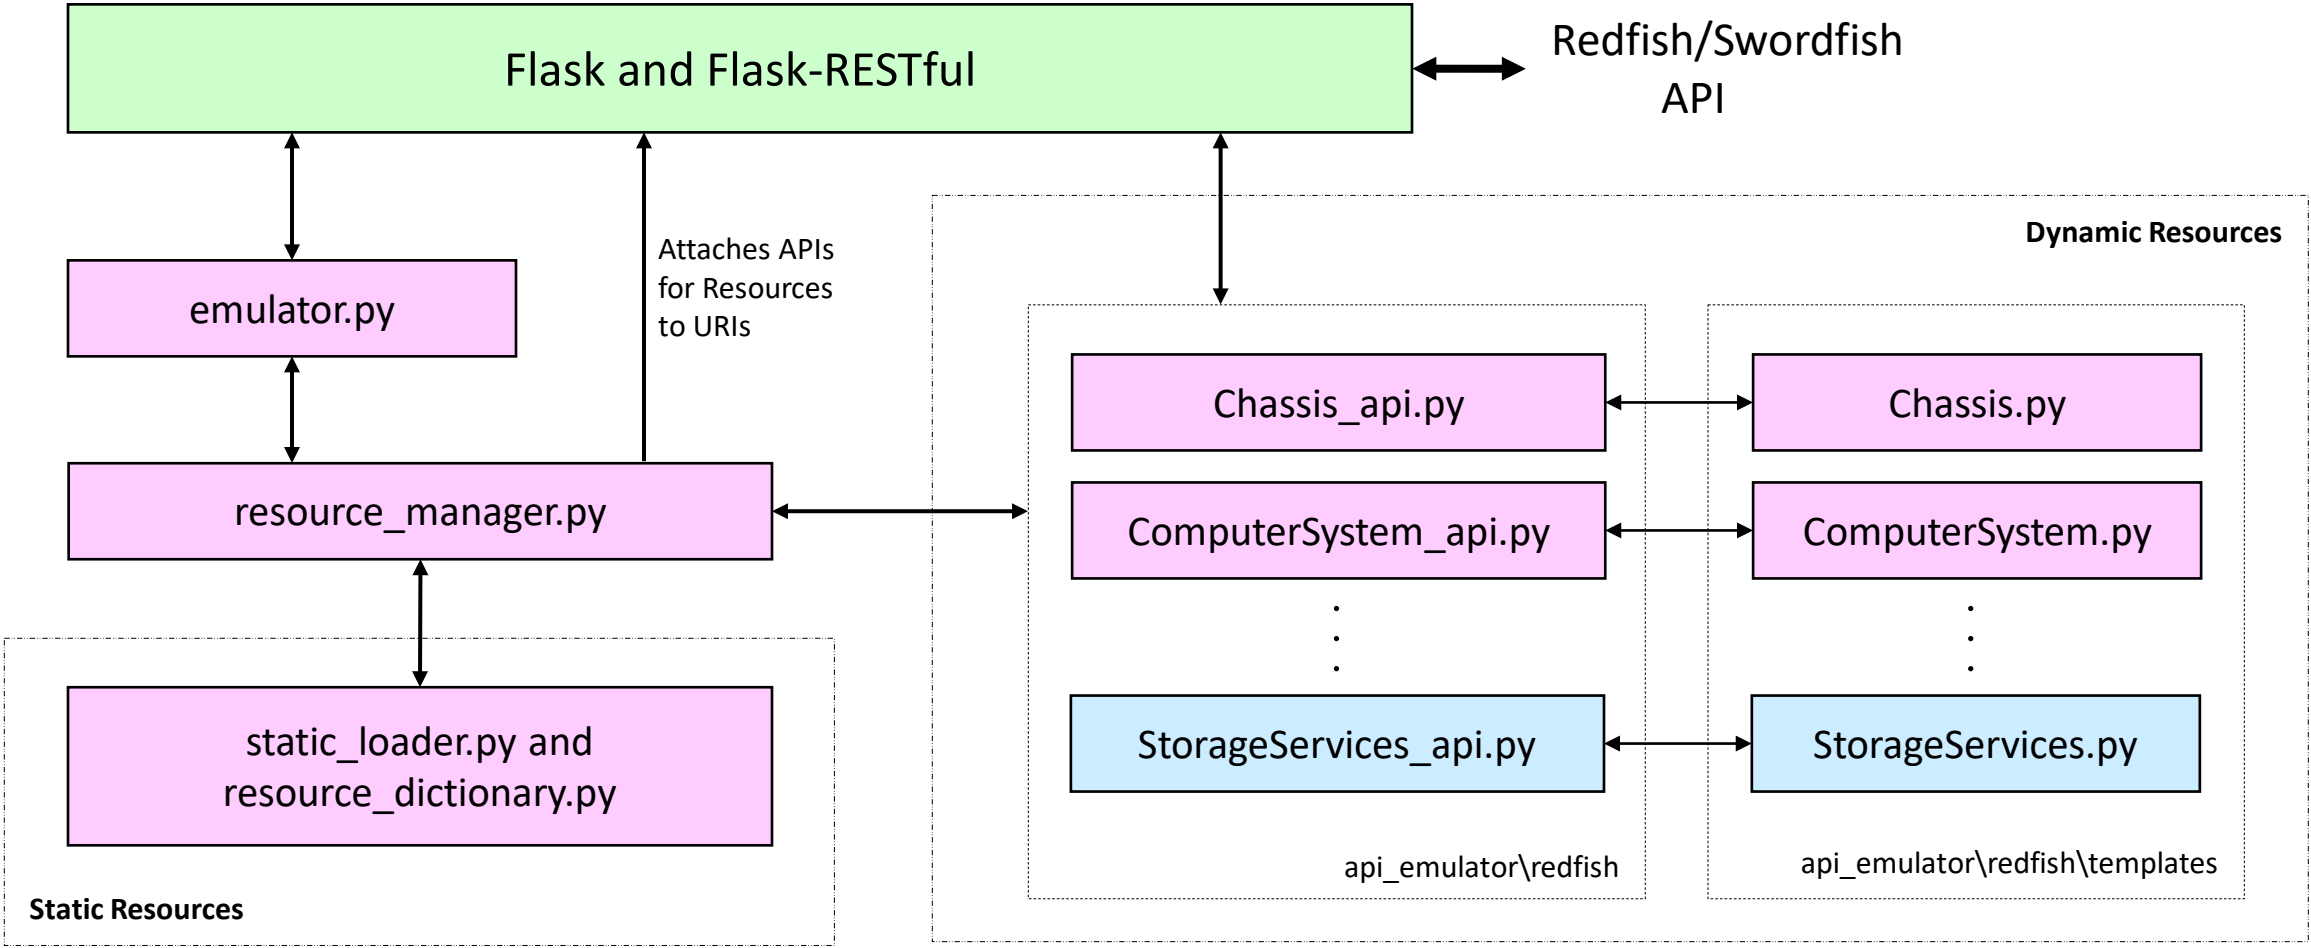 Flask and Flask-RESTful
Redfish/Swordfish
API
Dynamic Resources
Attaches APIs
for Resources
to URIs
emulator.py
Chassis_api.py
Chassis.py
resource_manager.py
ComputerSystem_api.py
ComputerSystem.py
static_loader.py and
resource_dictionary.py
StorageServices_api.py
StorageServices.py
api_emulator\redfish
api_emulator\redfish\templates
Static Resources